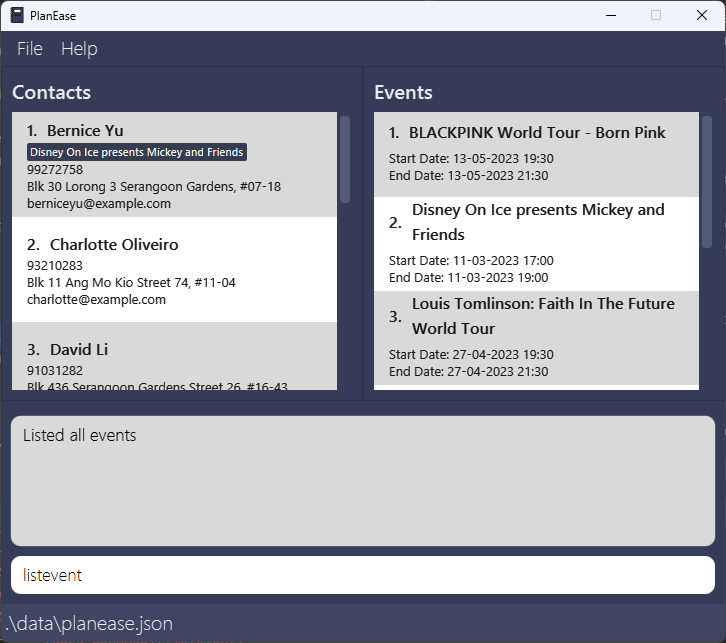 PlanEase
File Help
Contacts
1. Bernice Yu
Disney On Ice presents Mickey and Friends
99272758
Blk 30 Lorong 3 Serangoon Gardens, #07-18
berniceyu@example.com
2. Charlotte Oliveiro
93210283
Blk 11 Ang Mo Kio Street 74, #11-04
charlotte@example.com
3. David Li
91031282
Blk 436 Serangoon Gardens Street 26, #16-43
Events
1. BLACKPINK World Tour - Born Pink
Start Date: 13-05-2023 19:30
End Date: 13-05-2023 21:30
2. Disney On Ice presents Mickey and
Friends
Start Date: 11-03-2023 17:00
End Date: 11-03-2023 19:00
3. Louis Tomlinson: Faith In The Future
World Tour
Start Date: 27-04-2023 19:30
End Date: 27-04-2023 21:30
Listed all events
listevent
.\data\planease.json